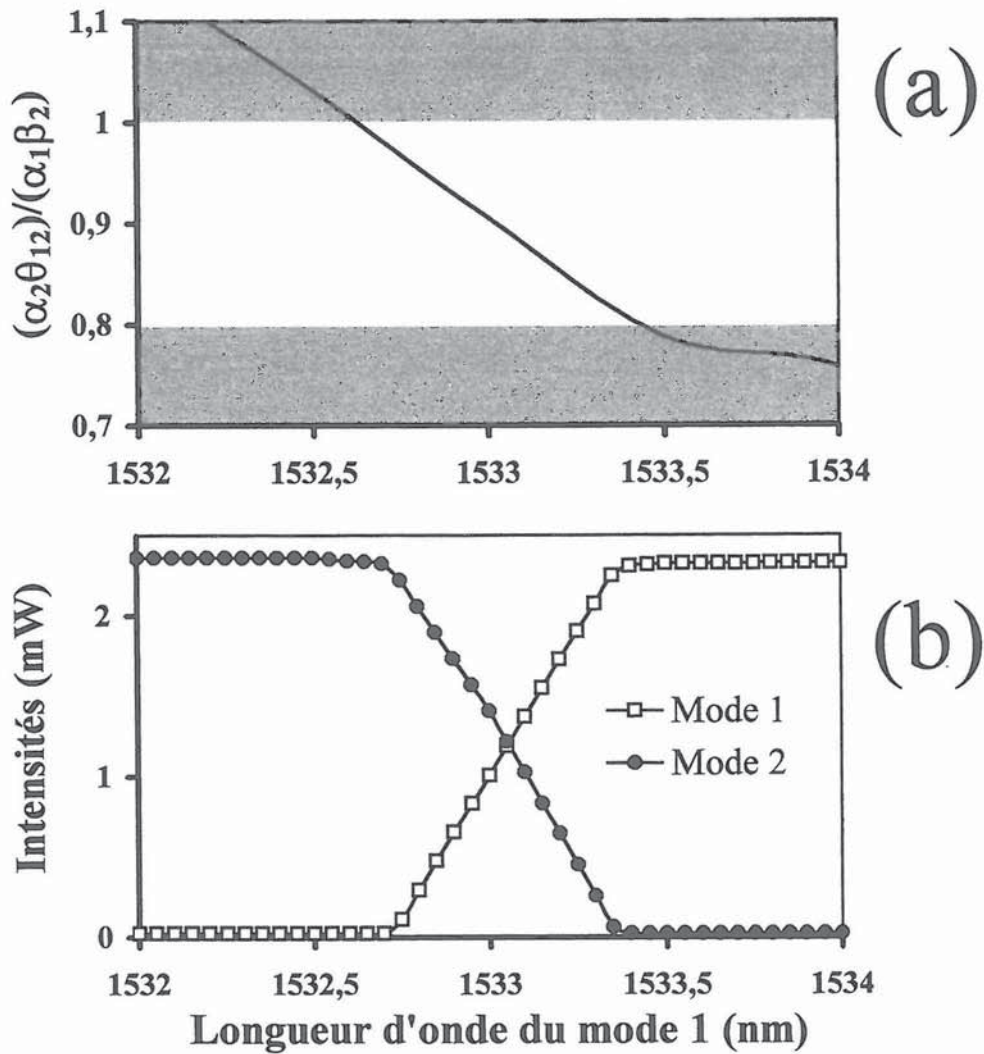 (α₂θ₁₂)/(α₁β₂)
1,1
1
0,9
0,8
0,7
1532 1532,5 1533 1533,5 1534
(a)
Intensités (mW)
2
1
0
Mode 1
Mode 2
(b)
1532 1532,5 1533 1533,5 1534
Longueur d'onde du mode 1 (nm)